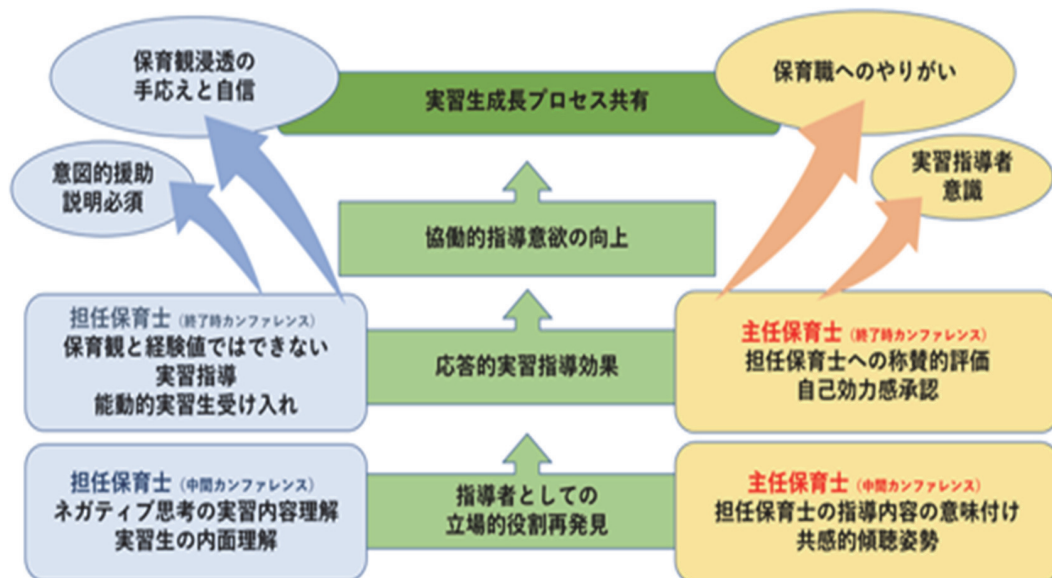 保育観浸透の
手応えと自信
実習生成長プロセス共有
保育職へのやりがい
意図的援助
説明必須
実習指導者
意識
協働的指導意欲の向上
担任保育士（終了時カンファレンス）
保育観と経験値ではできない
実習指導
能動的実習生受け入れ
応答的実習指導効果
主任保育士（終了時カンファレンス）
担任保育士への称賛的評価
自己効力感承認
担任保育士（中間カンファレンス）
ネガティブ思考の実習内容理解
実習生の内面理解
指導者としての
立場的役割再発見
主任保育士（中間カンファレンス）
担任保育士の指導内容の意味付け
共感的傾聴姿勢